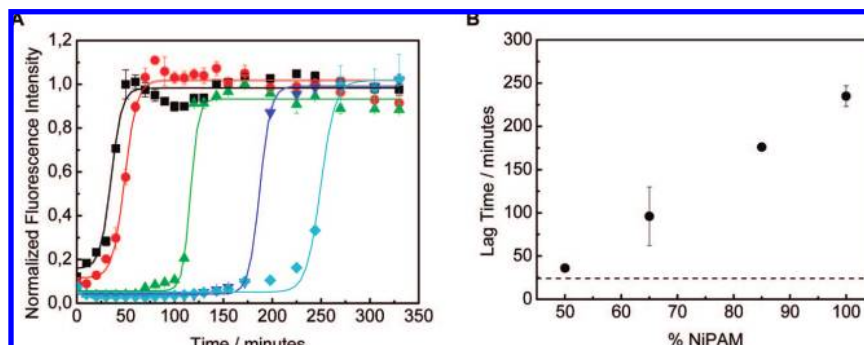 A
B
Normalized Fluorescence Intensity
1,2
1,0
0,8
0,6
0,4
0,2
0,0
0 50 100 150 200 250 300 350
Time / minutes
Lag Time / minutes
300
250
200
150
100
50
0
50 60 70 80 90 100
% NiPAM